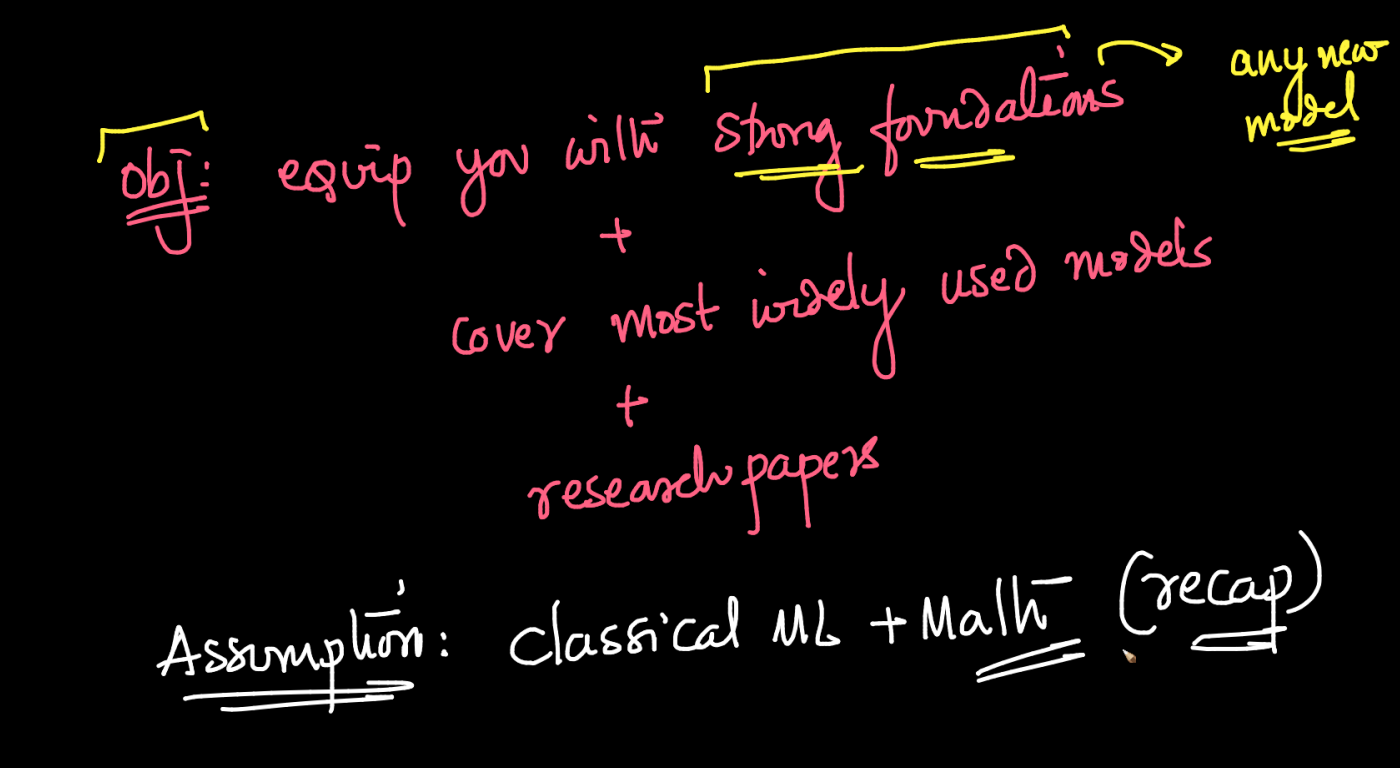 Obj: equip you with strong foundations → any new model
+
cover most widely used models
+
research papers
Assumption: Classical ML + Math (recap)